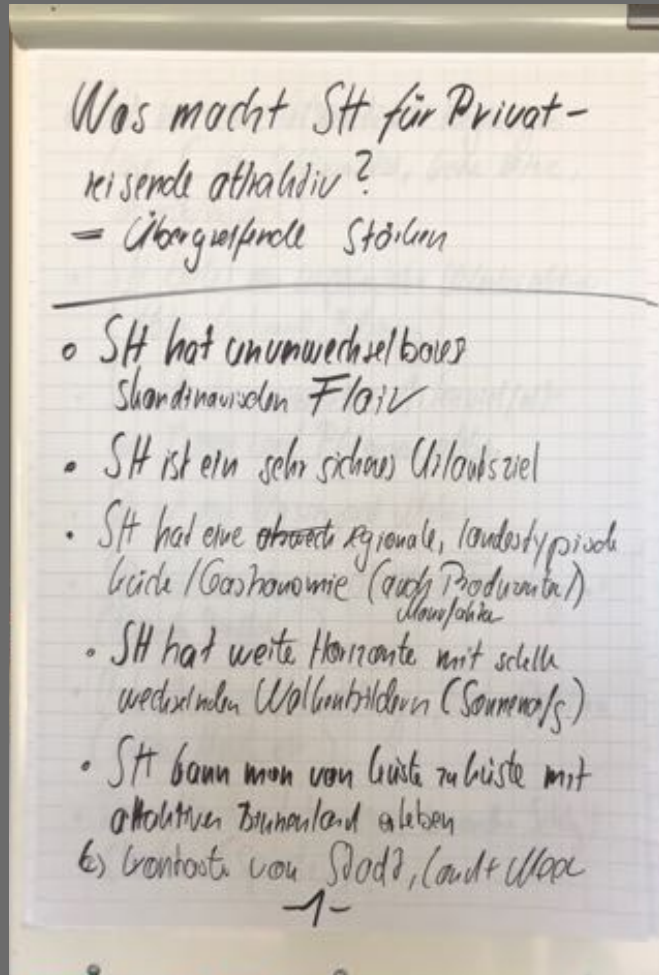 Was macht SH für Privat-
reisende attraktiv?
= Übergreifende Stärken
• SH hat unverwechselbares
skandinavischen Flair
• SH ist ein sehr sicheres Urlaubsziel
• SH hat eine regionale, landestypische
Küche / Gastronomie (auch Produzenten)
Manufaktur
• SH hat weite Horizonte mit schnell
wechselnden Wolkenbildern (Sonnenauf/g)
• SH kann man von Küste zu Küste mit
attraktiven Binnenland erleben
Kontraste von Stadt, Land + Meer
-1-